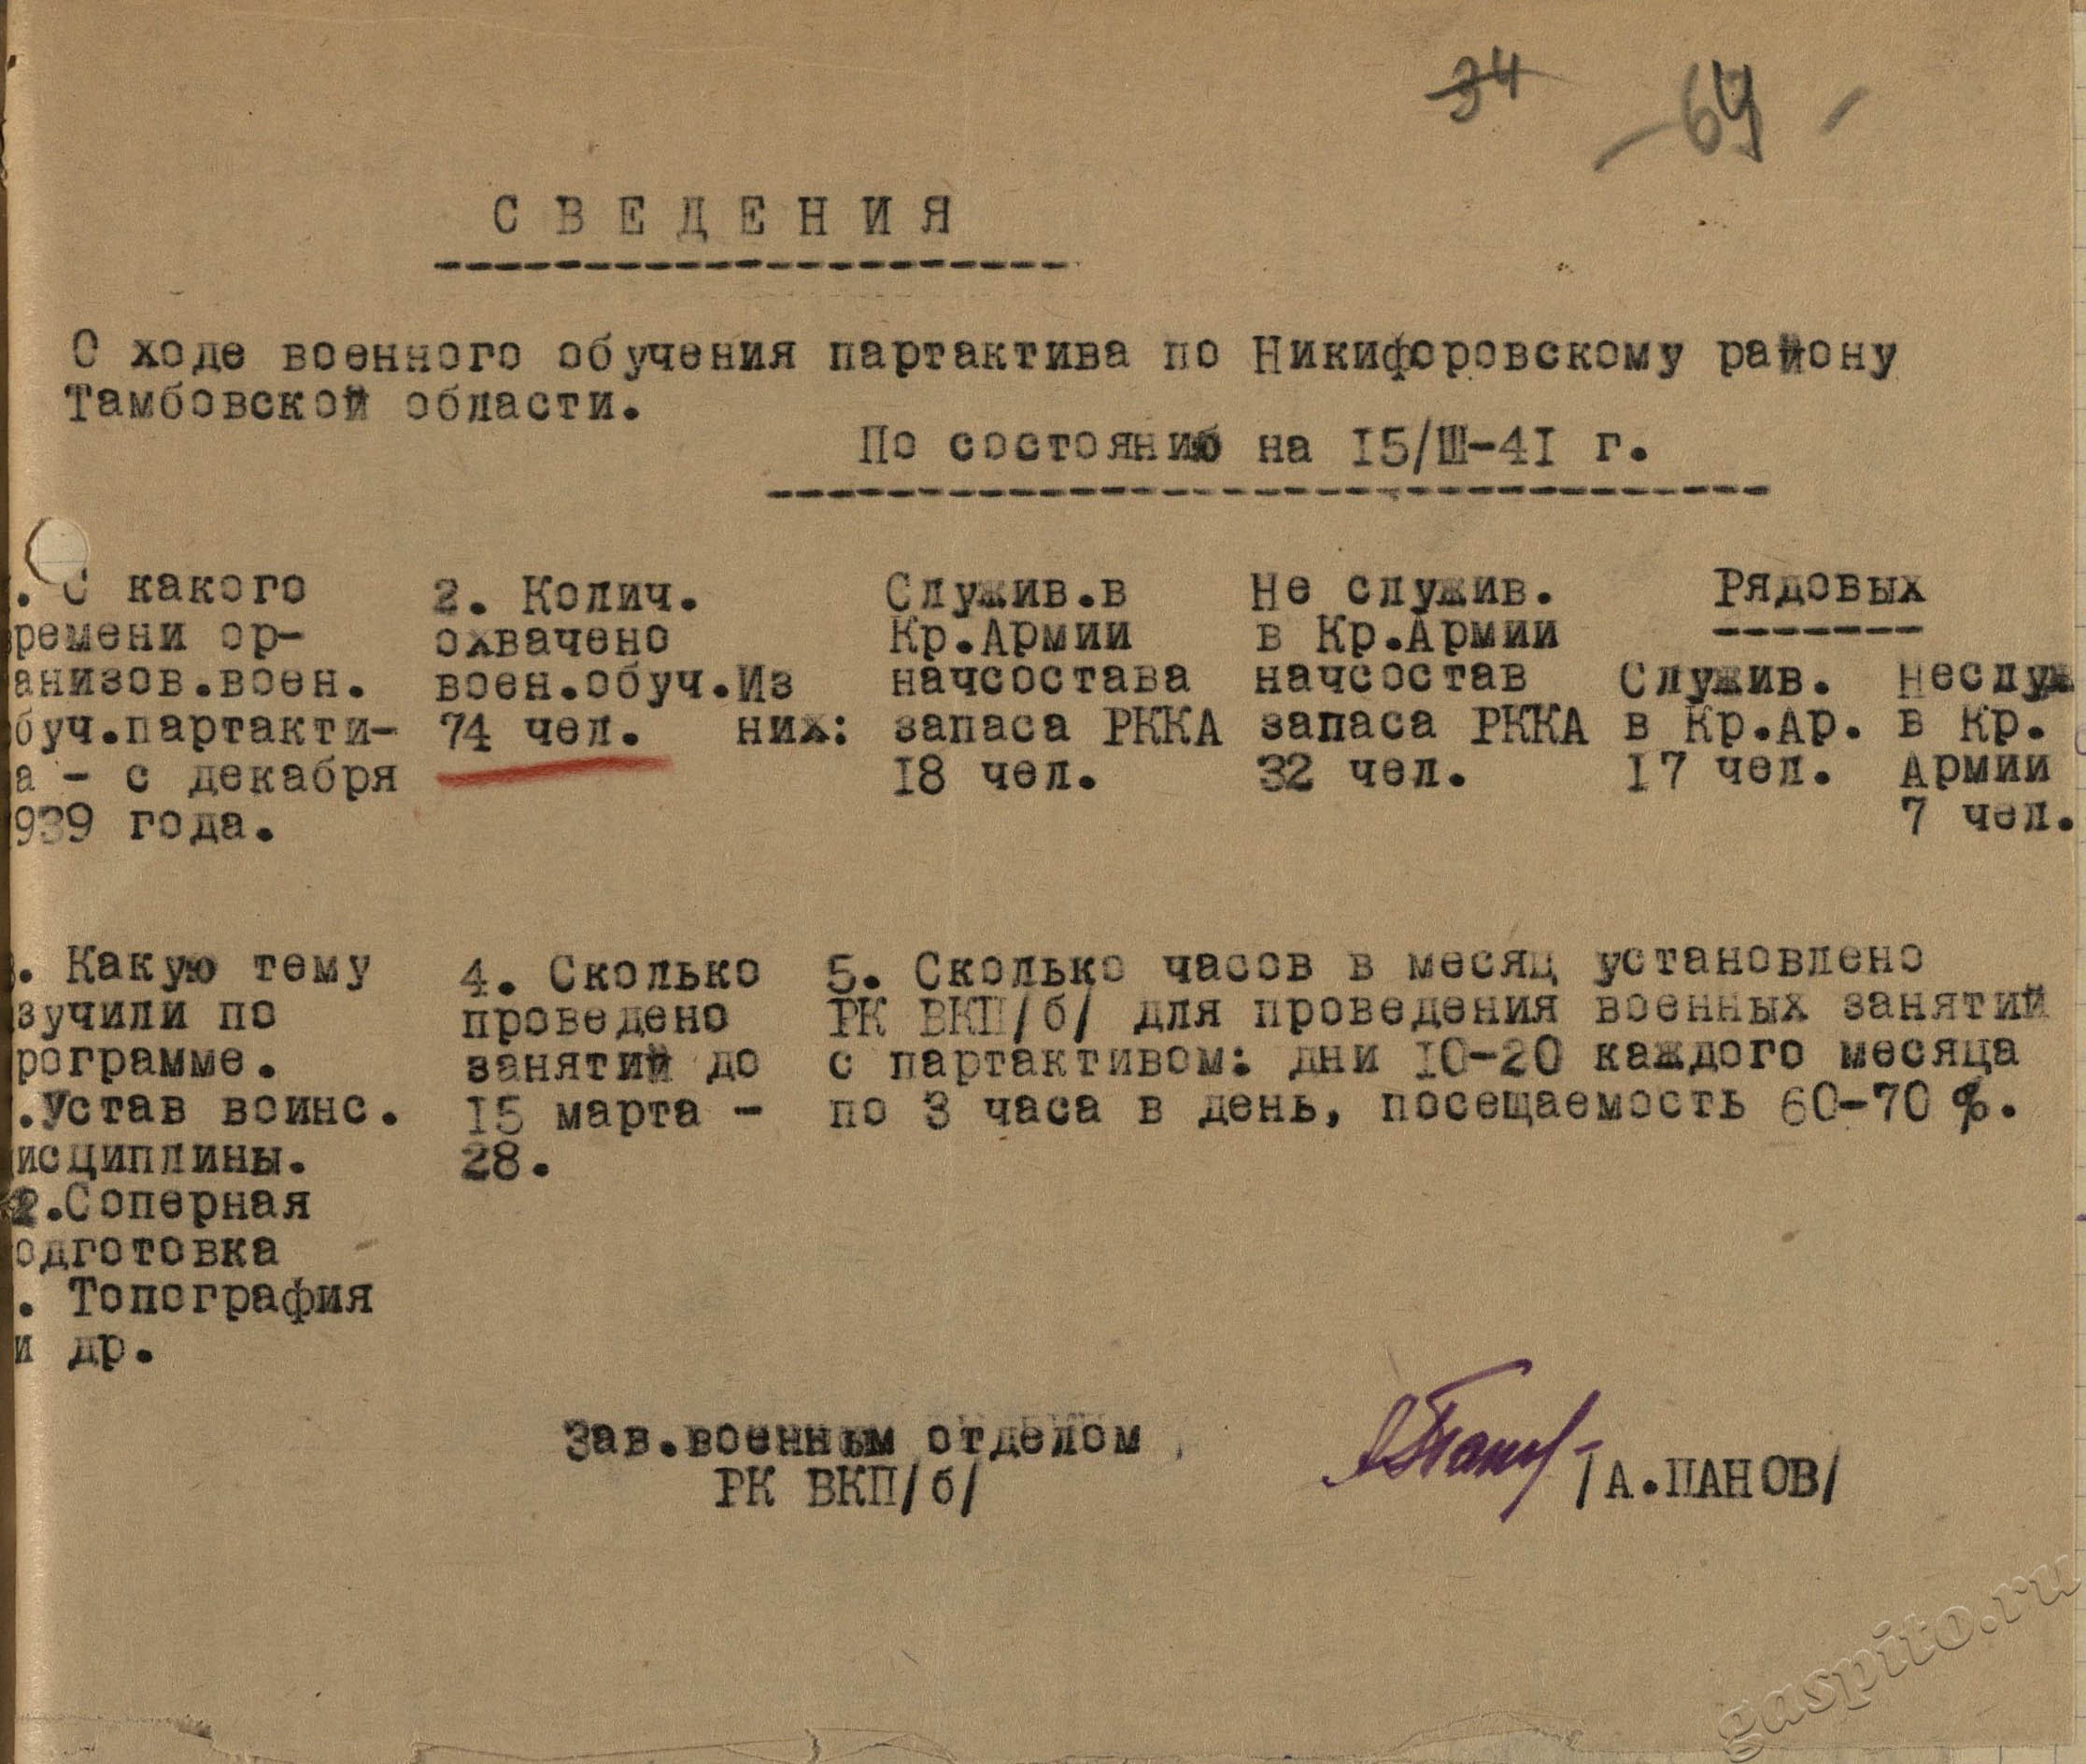 34
- 64 -
СВЕДЕНИЯ
О ходе военного обучения партактива по Никифоровскому району
Тамбовской области.
По состоянию на I5/Ш-4I г.
. С какого
ремени ор-
анизов.воен.
буч.партакти-
а - с декабря
939 года.
2. Колич.
охвачено
воен.обуч.Из
74 чел. них:
Служив.в
Кр.Армии
начсостава
запаса РККА
I8 чел.
Не служив.
в Кр.Армии
начсостав
запаса РККА
32 чел.
Рядовых
Служив.
в Кр.Ар.
I7 чел.
Неслуж
в Кр.
Армии
7 чел.
. Какую тему
зучили по
рограмме.
.Устав воинс.
исциплины.
2.Соперная
одготовка
. Топография
и др.
4. Сколько
проведено
занятий до
I5 марта -
28.
5. Сколько часов в месяц установлено
РК ВКП/б/ для проведения военных занятий
с партактивом: дни I0-20 каждого месяца
по 3 часа в день, посещаемость 60-70 %.
Зав.военным отделом
РК ВКП/б/
АПанов
/А.ПАНОВ/
gaspito.ru